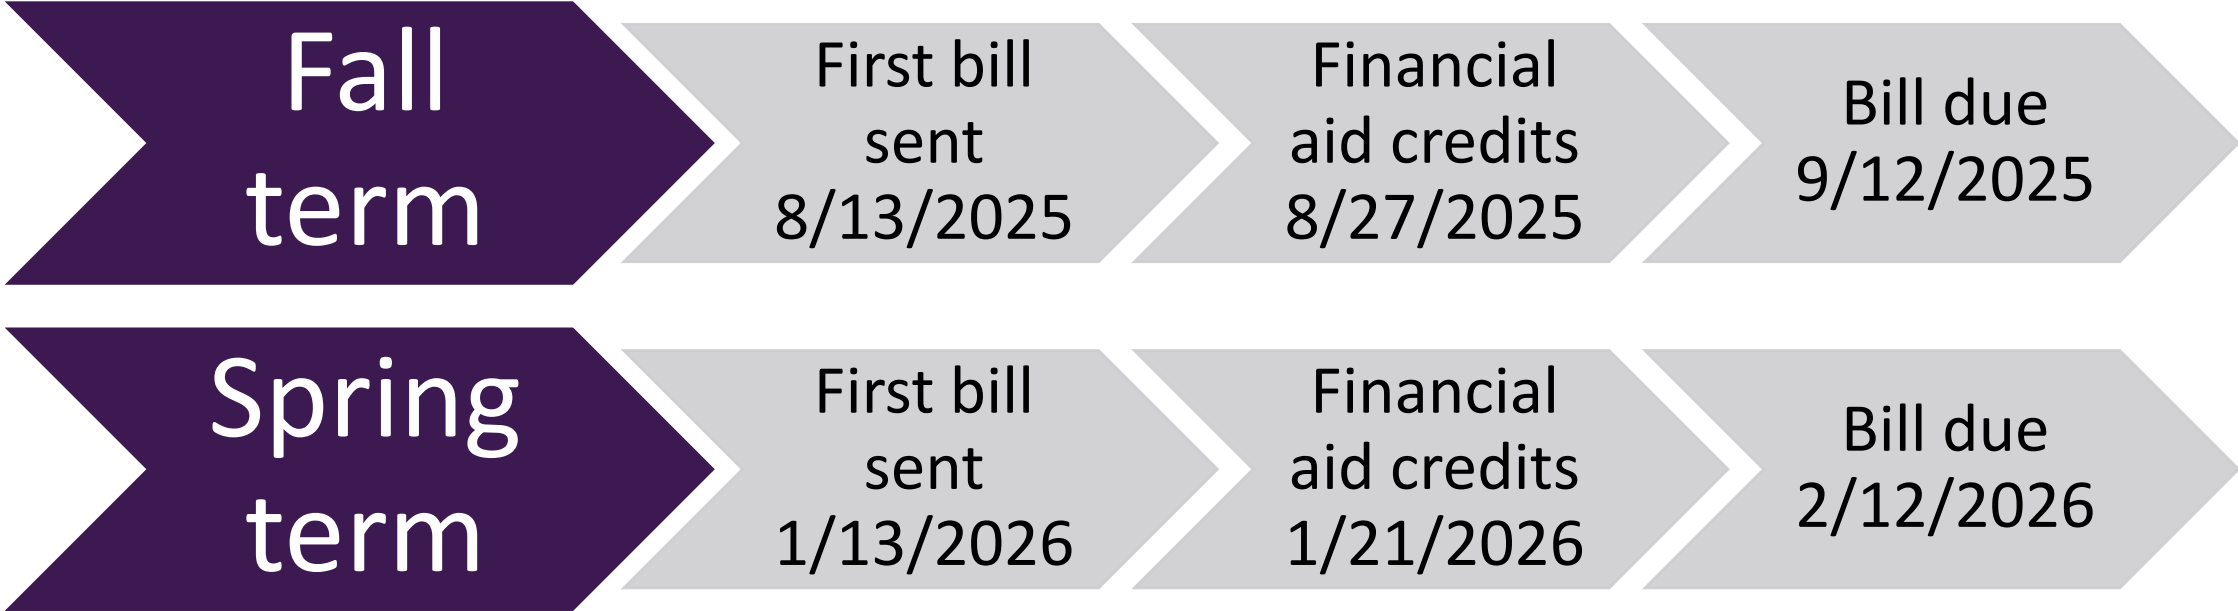 Fall
term
First bill
sent
8/13/2025
Financial
aid credits
8/27/2025
Bill due
9/12/2025
Spring
term
First bill
sent
1/13/2026
Financial
aid credits
1/21/2026
Bill due
2/12/2026